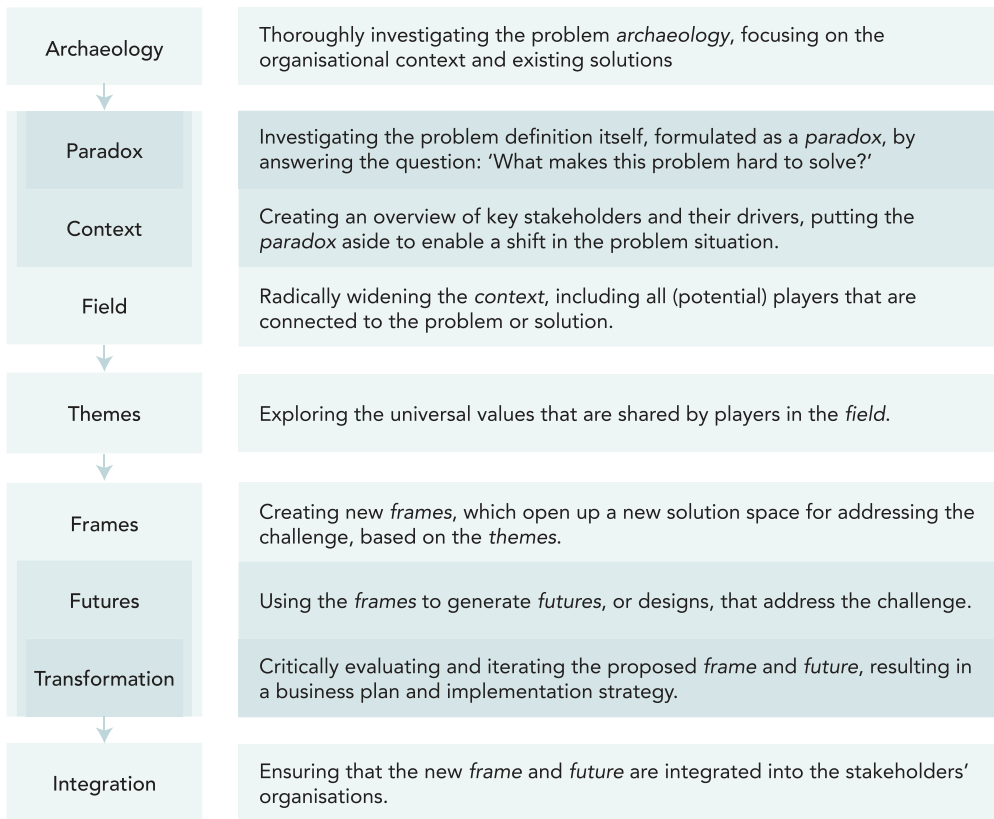 Archaeology
Thoroughly investigating the problem archaeology, focusing on the
organisational context and existing solutions
Paradox
Investigating the problem definition itself, formulated as a paradox, by
answering the question: ‘What makes this problem hard to solve?’
Context
Creating an overview of key stakeholders and their drivers, putting the
paradox aside to enable a shift in the problem situation.
Field
Radically widening the context, including all (potential) players that are
connected to the problem or solution.
Themes
Exploring the universal values that are shared by players in the field.
Frames
Creating new frames, which open up a new solution space for addressing the
challenge, based on the themes.
Futures
Using the frames to generate futures, or designs, that address the challenge.
Transformation
Critically evaluating and iterating the proposed frame and future, resulting in
a business plan and implementation strategy.
Integration
Ensuring that the new frame and future are integrated into the stakeholders’
organisations.